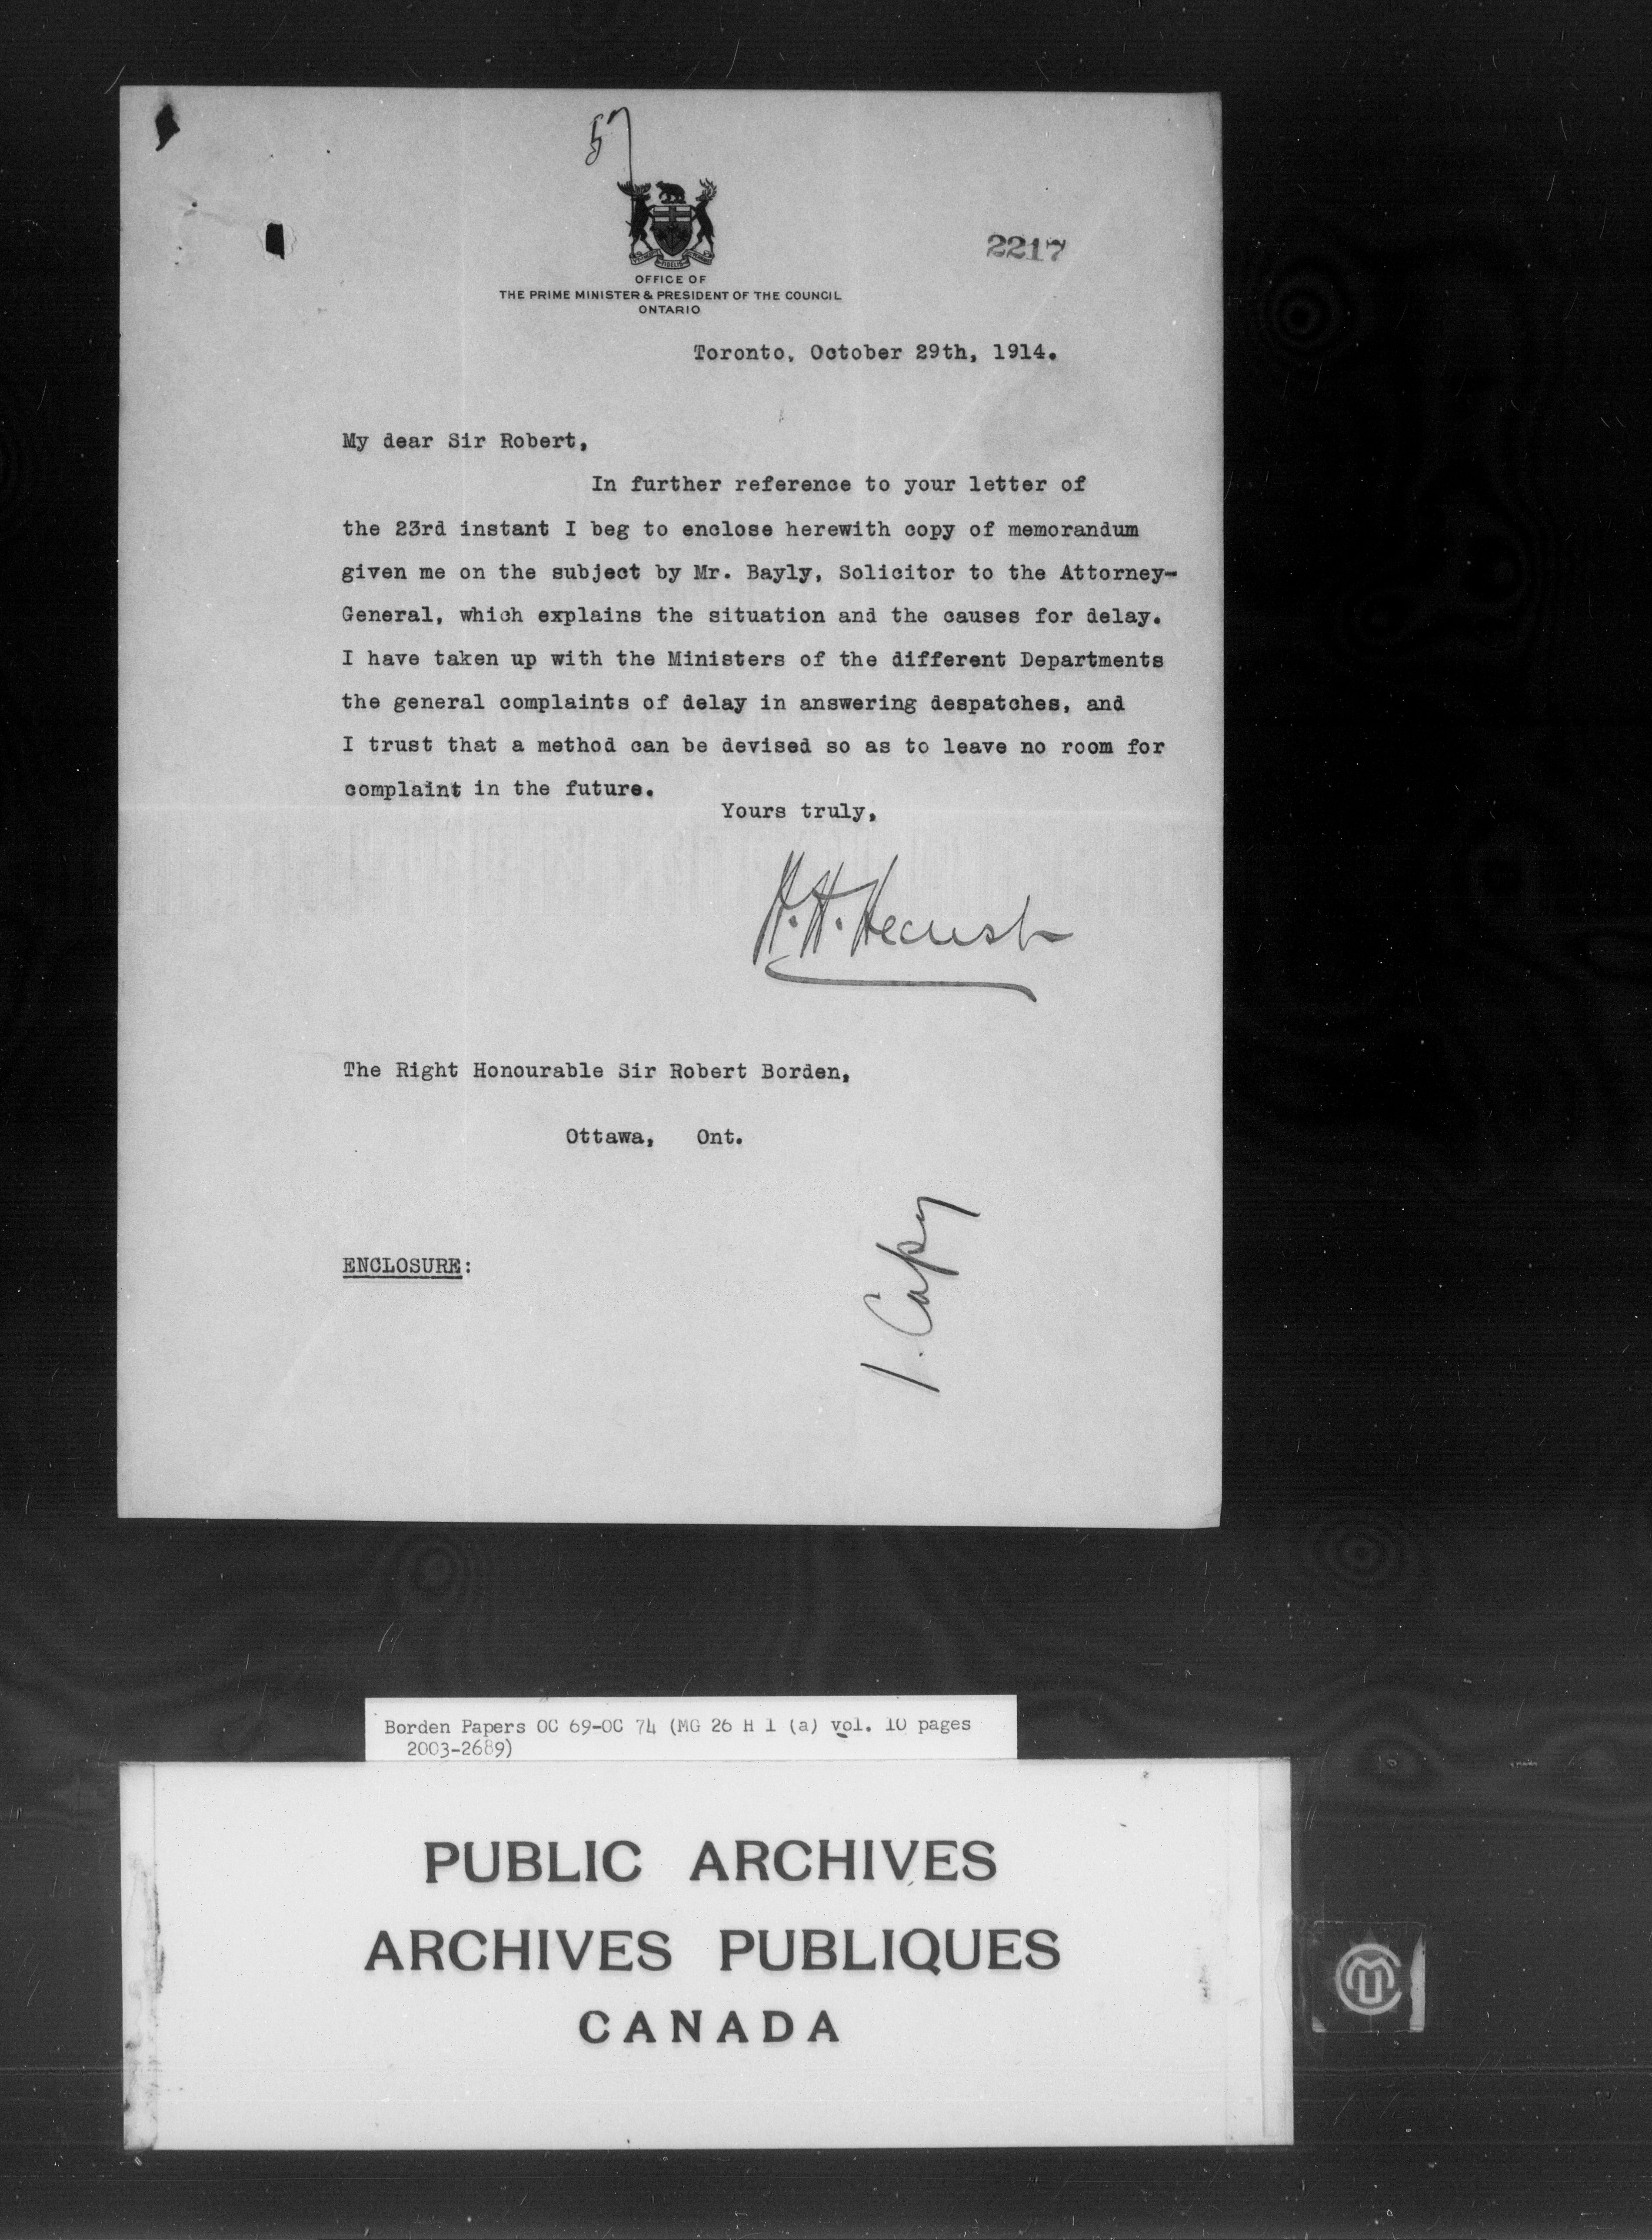 57
2217
FIDELIS
OFFICE OF
THE PRIME MINISTER & PRESIDENT OF THE COUNCIL
ONTARIO
Toronto, October 29th, 1914.
My dear Sir Robert,
In further reference to your letter of
the 23rd instant I beg to enclose herewith copy of memorandum
given me on the subject by Mr. Bayly, Solicitor to the Attorney-
General, which explains the situation and the causes for delay.
I have taken up with the Ministers of the different Departments
the general complaints of delay in answering despatches, and
I trust that a method can be devised so as to leave no room for
complaint in the future.
Yours truly,
W.H. Hearst
The Right Honourable Sir Robert Borden,
Ottawa, Ont.
1. Copy
ENCLOSURE:
Borden Papers OC 69-OC 74 (MG 26 H 1 (a) vol. 10 pages
2003-2689)
PUBLIC ARCHIVES
ARCHIVES PUBLIQUES
CANADA